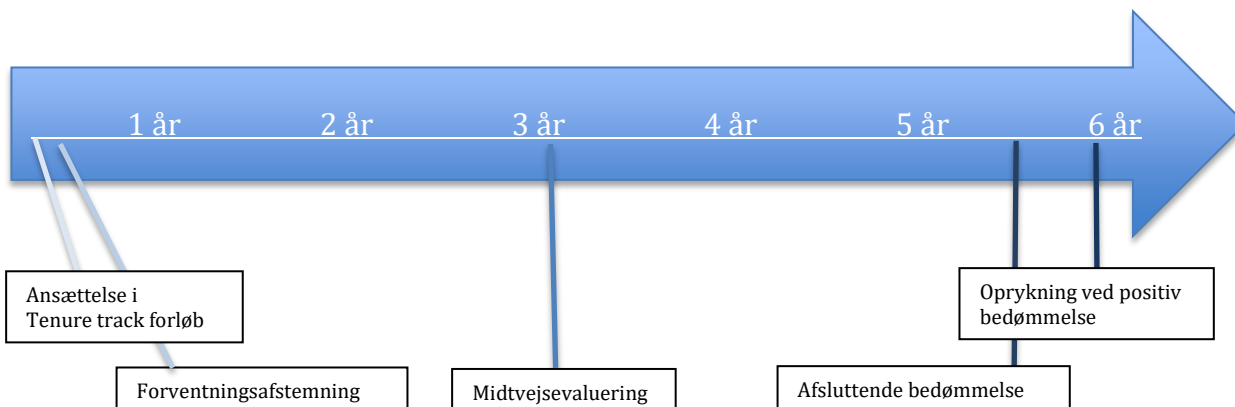 1 år 2 år 3 år 4 år 5 år 6 år
Ansættelse i
Tenure track forløb
Oprykning ved positiv
bedømmelse
Forventningsafstemning
Midtvejsevaluering
Afsluttende bedømmelse